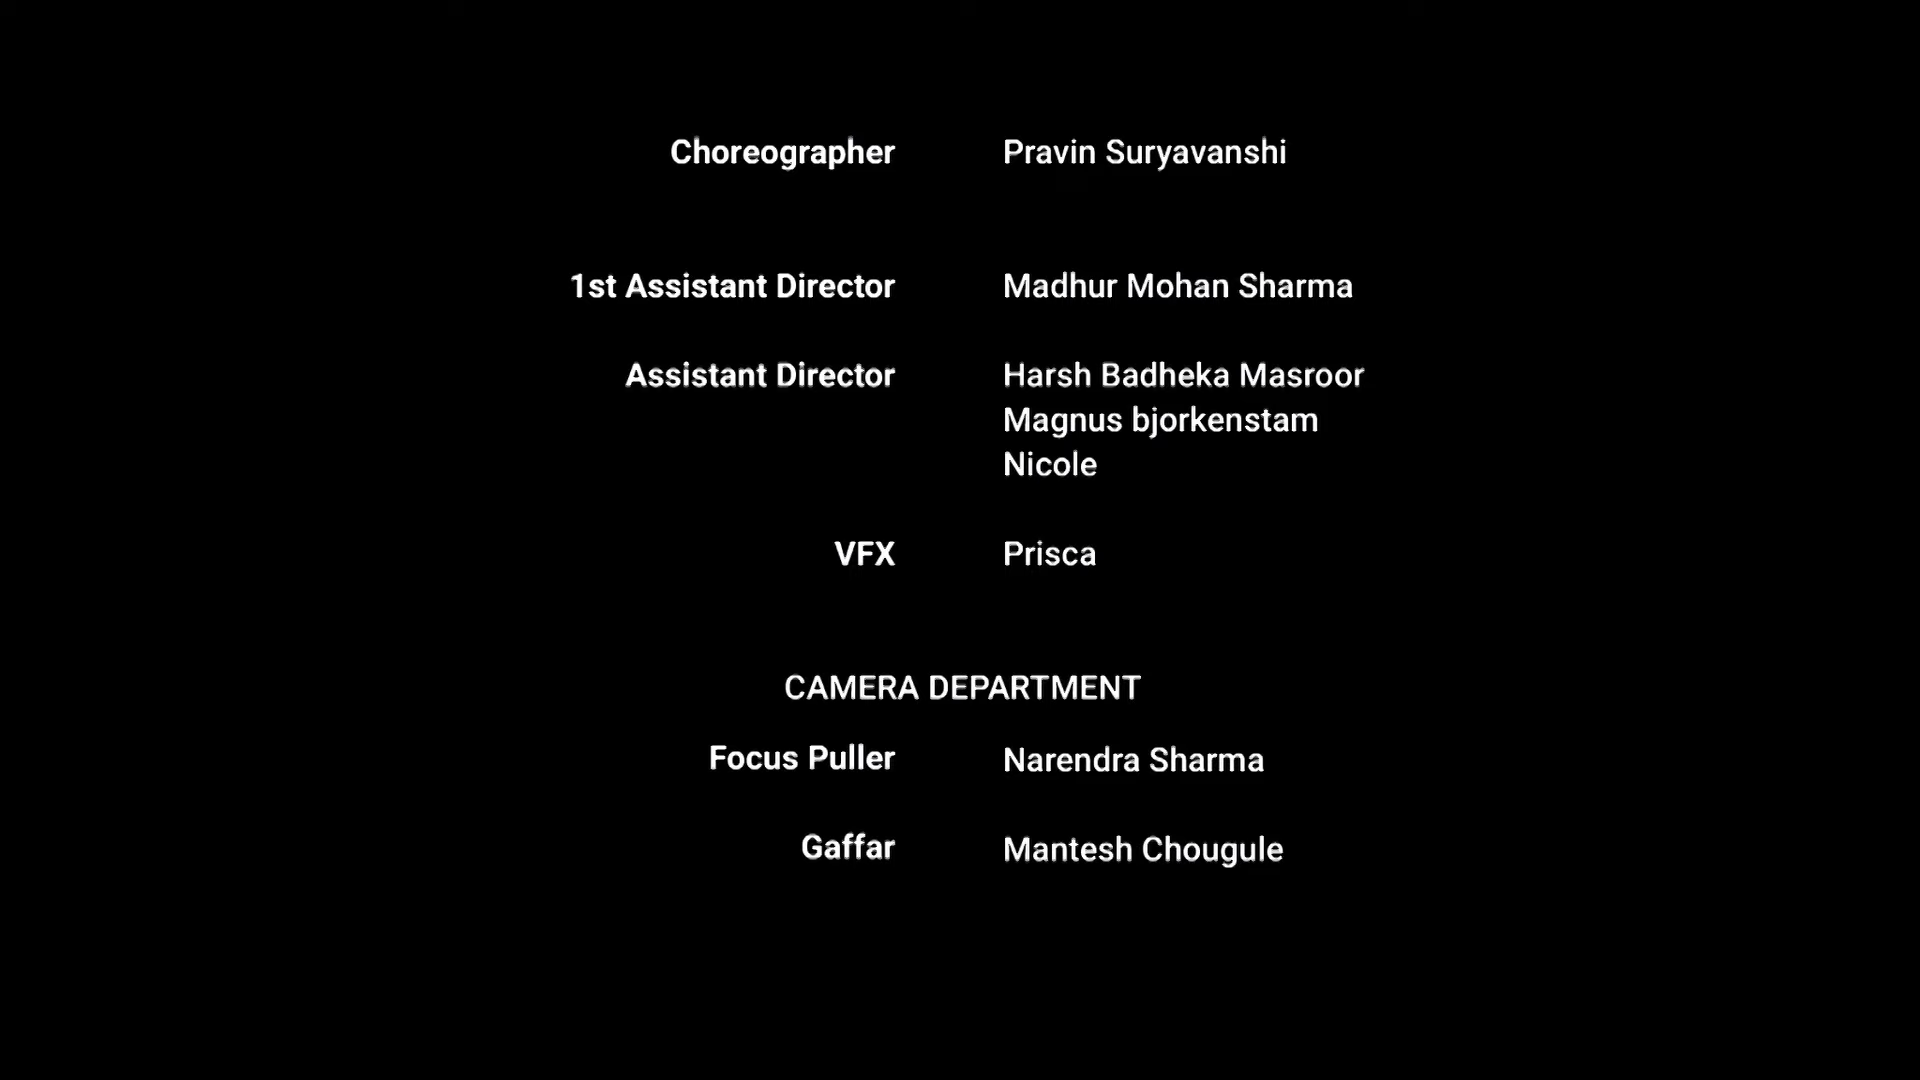 Choreographer Pravin Suryavanshi
1st Assistant Director Madhur Mohan Sharma
Assistant Director Harsh Badheka Masroor
Magnus bjorkenstam
Nicole
VFX Prisca
CAMERA DEPARTMENT
Focus Puller Narendra Sharma
Gaffar Mantesh Chougule